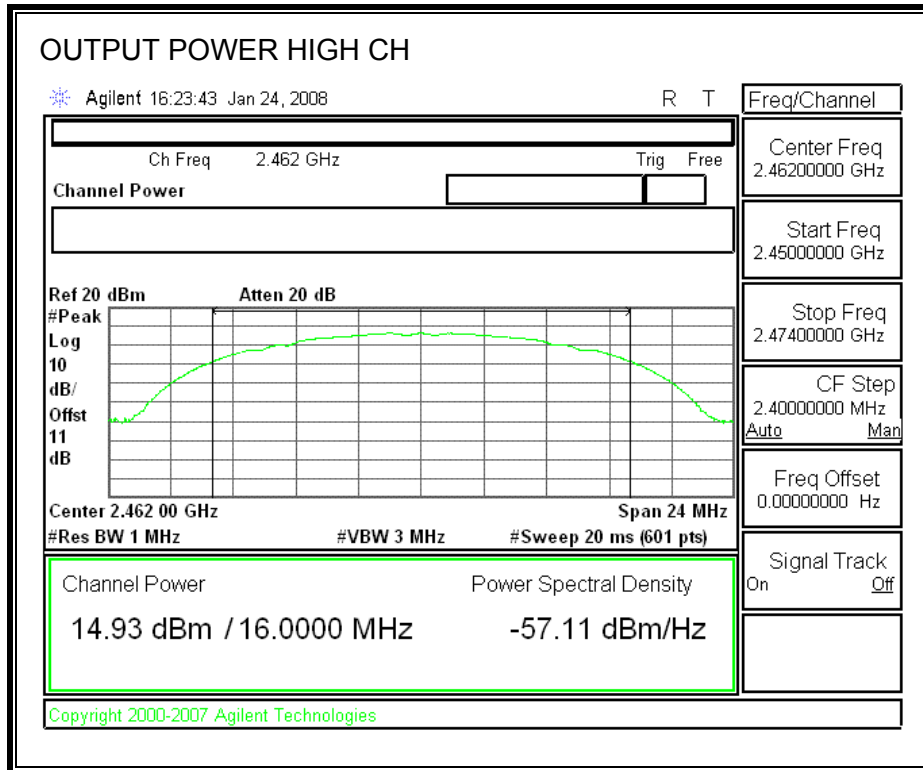 OUTPUT POWER HIGH CH
Agilent 16:23:43 Jan 24, 2008 R T
Freq/Channel
Ch Freq 2.462 GHz Trig Free
Channel Power
Center Freq
2.46200000 GHz
Start Freq
2.45000000 GHz
Stop Freq
2.47400000 GHz
CF Step
2.40000000 MHz
Auto Man
Freq Offset
0.00000000 Hz
Signal Track
On Off
Ref 20 dBm Atten 20 dB
#Peak
Log
10
dB/
Offst
11
dB
Center 2.462 00 GHz Span 24 MHz
#Res BW 1 MHz #VBW 3 MHz #Sweep 20 ms (601 pts)
Channel Power Power Spectral Density
14.93 dBm / 16.0000 MHz -57.11 dBm/Hz
Copyright 2000-2007 Agilent Technologies